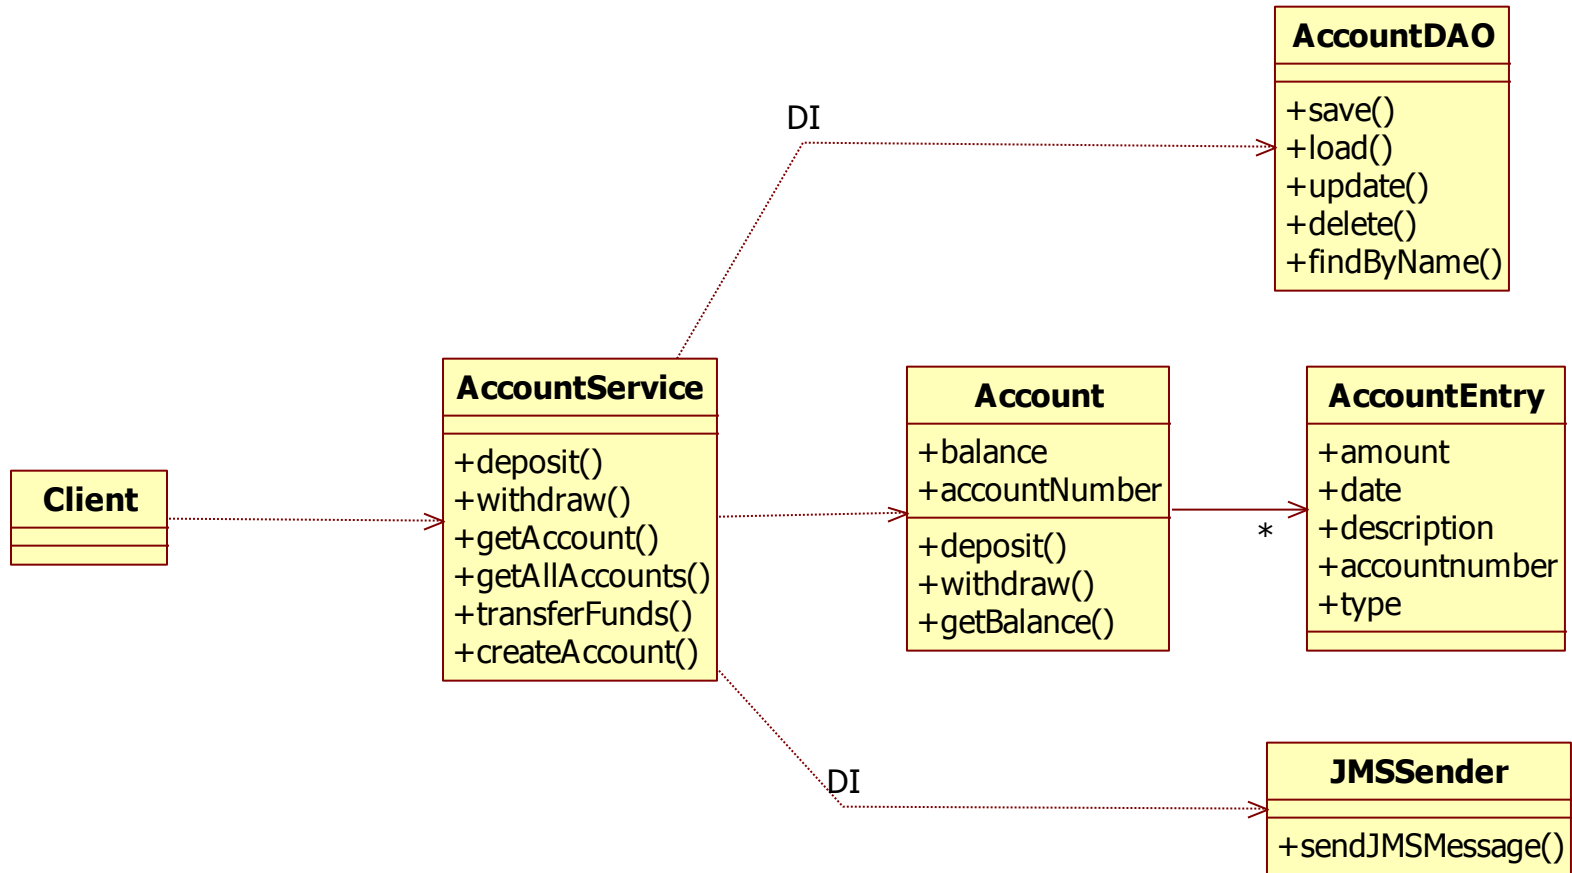 AccountDAO
+save()
+load()
+update()
+delete()
+findByName()
DI
AccountService
+deposit()
+withdraw()
+getAccount()
+getAllAccounts()
+transferFunds()
+createAccount()
Account
+balance
+accountNumber
+deposit()
+withdraw()
+getBalance()
*
AccountEntry
+amount
+date
+description
+accountnumber
+type
Client
DI
JMSSender
+sendJMSMessage()